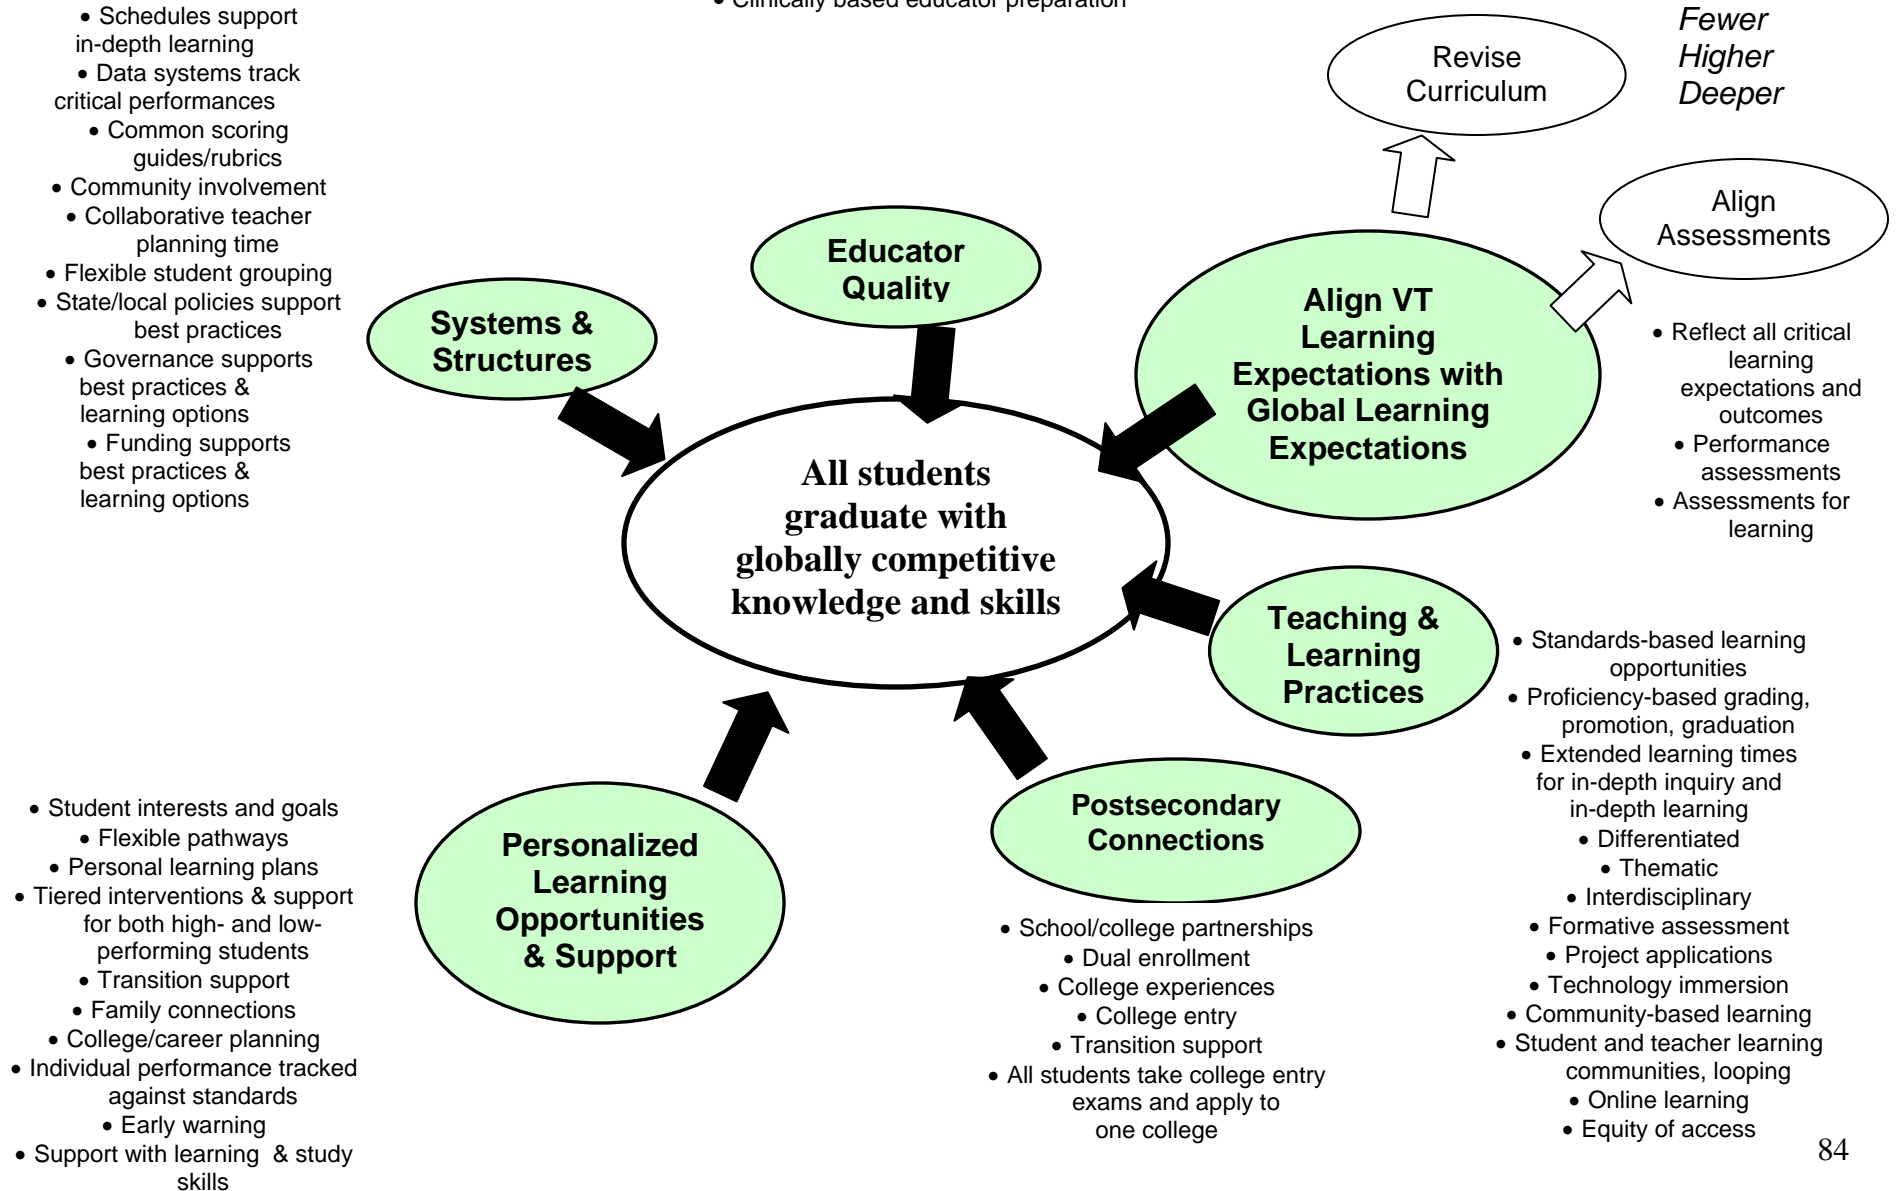 • Schedules support
in-depth learning
• Data systems track
critical performances
• Common scoring
guides/rubrics
• Community involvement
• Collaborative teacher
planning time
• Flexible student grouping
• State/local policies support
best practices
• Governance supports
best practices &
learning options
• Funding supports
best practices &
learning options
• Clinically based educator preparation
Fewer
Higher
Deeper
Revise
Curriculum
Align
Assessments
Educator
Quality
Systems &
Structures
Align VT
Learning
Expectations with
Global Learning
Expectations
• Reflect all critical
learning
expectations and
outcomes
• Performance
assessments
• Assessments for
learning
All students
graduate with
globally competitive
knowledge and skills
Teaching &
Learning
Practices
• Standards-based learning
opportunities
• Proficiency-based grading,
promotion, graduation
• Extended learning times
for in-depth inquiry and
in-depth learning
• Differentiated
• Thematic
• Interdisciplinary
• Formative assessment
• Project applications
• Technology immersion
• Community-based learning
• Student and teacher learning
communities, looping
• Online learning
• Equity of access
Postsecondary
Connections
• School/college partnerships
• Dual enrollment
• College experiences
• College entry
• Transition support
• All students take college entry
exams and apply to
one college
Personalized
Learning
Opportunities
& Support
• Student interests and goals
• Flexible pathways
• Personal learning plans
• Tiered interventions & support
for both high- and low-
performing students
• Transition support
• Family connections
• College/career planning
• Individual performance tracked
against standards
• Early warning
• Support with learning & study
skills
84